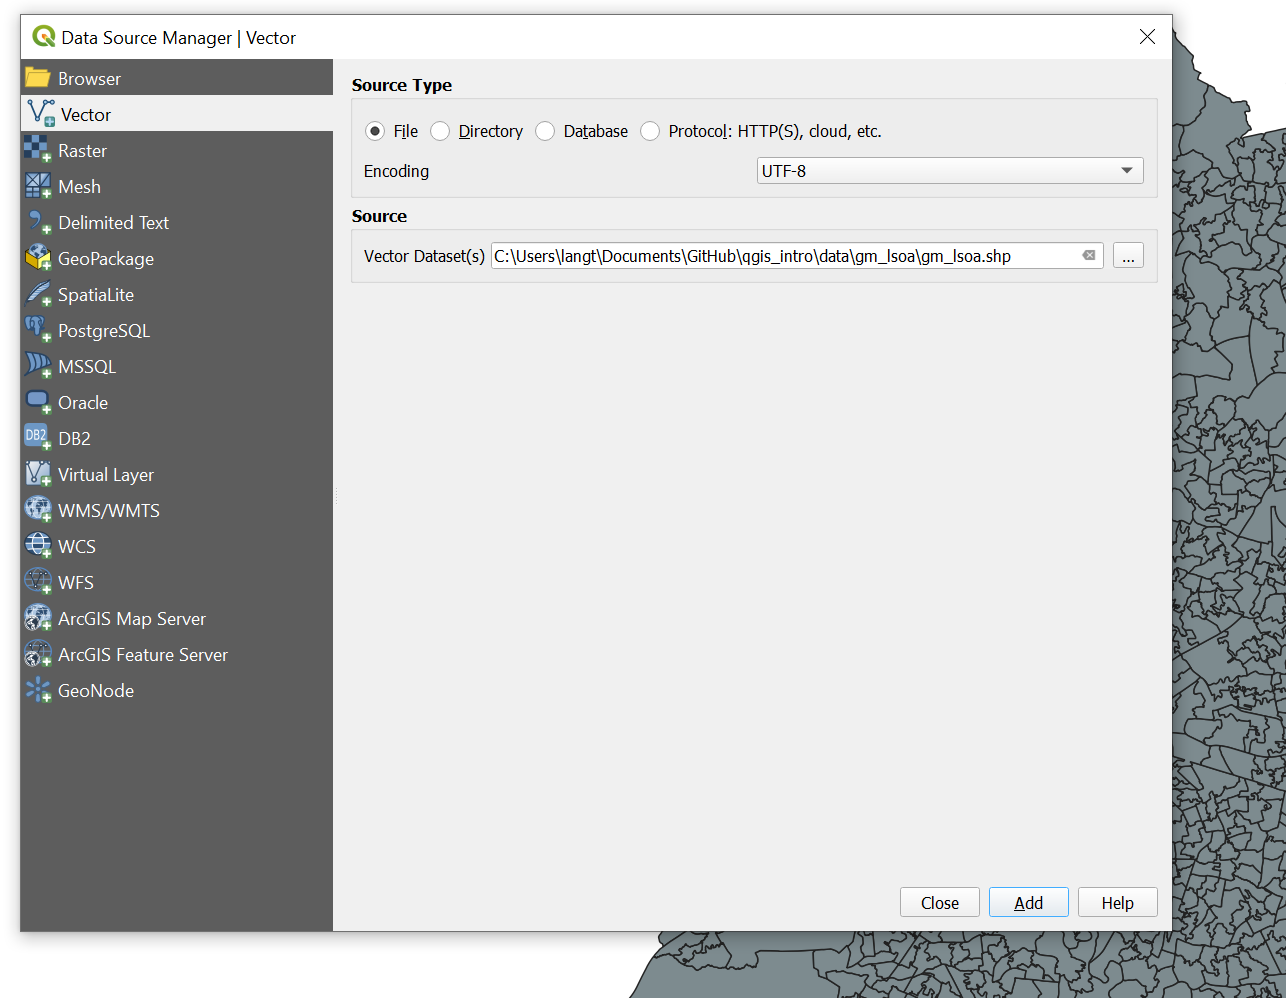 Data Source Manager | Vector
Browser
Vector
Raster
Mesh
Delimited Text
GeoPackage
SpatiaLite
PostgreSQL
MSSQL
Oracle
DB2
DB2
Virtual Layer
WMS/WMTS
WCS
WFS
ArcGIS Map Server
ArcGIS Feature Server
GeoNode
Source Type
File Directory Database Protocol: HTTP(S), cloud, etc.
Encoding UTF-8
Source
Vector Dataset(s) C:\Users\langt\Documents\GitHub\qgis_intro\data\gm_lsoa\gm_lsoa.shp ...
Close Add Help